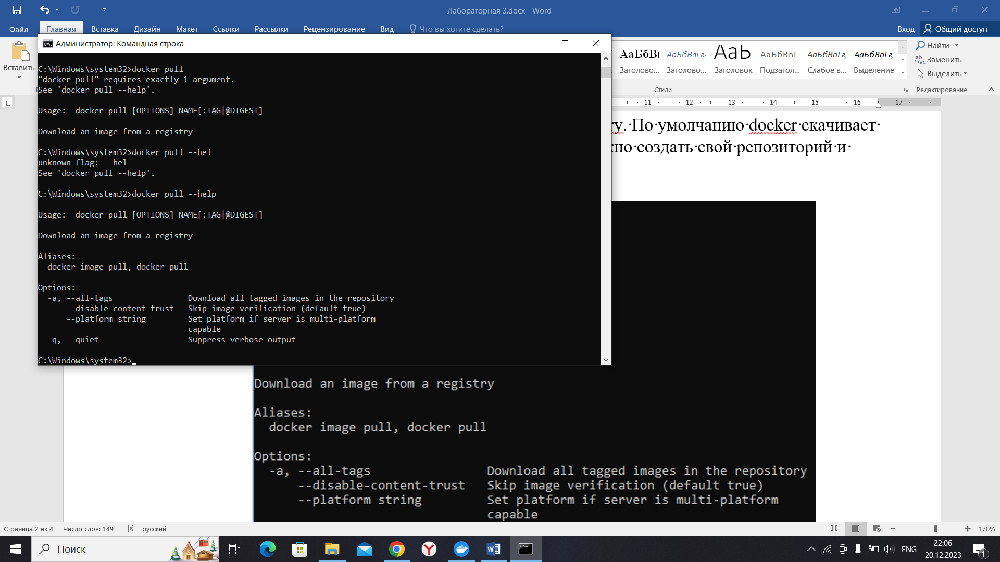 Лабораторная 3.docx - Word
Файл
Главная
Вставка
Дизайн
Макет
Ссылки
Рассылки
Рецензирование
Вид
Что вы хотите сделать?
Вход
Общий доступ
Вставить
АаБбВ
Заголово...
АаБбВвГг,
Заголово...
АаЬ
Заголовок
АаБбВвГг
Подзагол...
АаБбВвГг,
Слабое в...
АаБбВвГг,
Выделение
Стили
Найти
Заменить
Выделить
Редактирование
11 12 13 14 15 16 17
Администратор: Командная строка
C:\Windows\system32>docker pull
"docker pull" requires exactly 1 argument.
See 'docker pull --help'.
Usage:  docker pull [OPTIONS] NAME[:TAG|@DIGEST]
Download an image from a registry
C:\Windows\system32>docker pull --hel
unknown flag: --hel
See 'docker pull --help'.
C:\Windows\system32>docker pull --help
Usage:  docker pull [OPTIONS] NAME[:TAG|@DIGEST]
Download an image from a registry
Aliases:
docker image pull, docker pull
Options:
-a, --all-tags Download all tagged images in the repository
--disable-content-trust Skip image verification (default true)
--platform string Set platform if server is multi-platform
capable
-q, --quiet Suppress verbose output
C:\Windows\system32>
ry.·По·умолчанию·docker·скачивает·
но·создать·свой·репозиторий·и·
Download an image from a registry
Aliases:
docker image pull, docker pull
Options:
-a, --all-tags Download all tagged images in the repository
--disable-content-trust Skip image verification (default true)
--platform string Set platform if server is multi-platform
capable
Страница 2 из 4
Число слов: 149
русский
170%
Поиск
ENG
22:06
20.12.2023
1